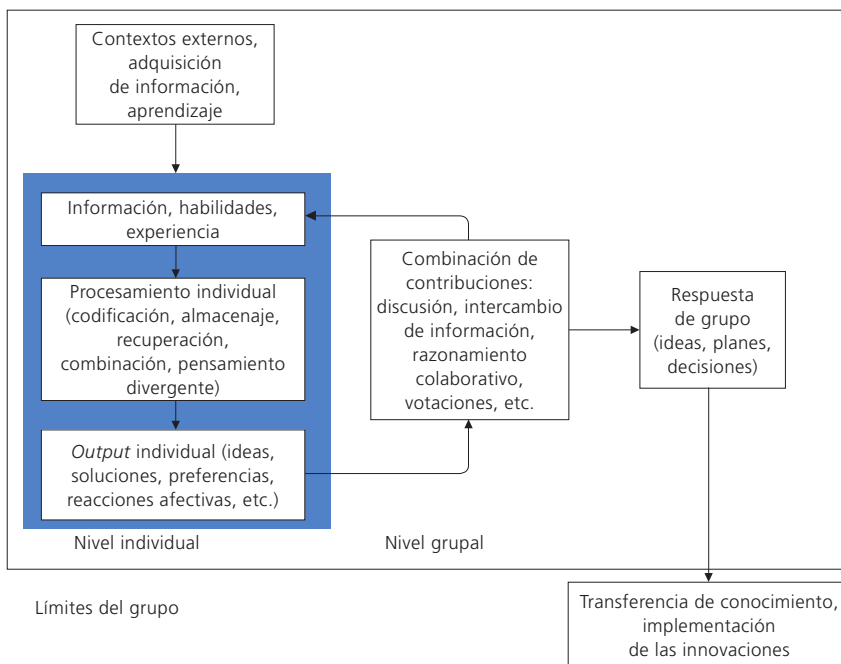 Contextos externos,
adquisición
de información,
aprendizaje
Información, habilidades,
experiencia
Procesamiento individual
(codificación, almacenaje,
recuperación,
combinación, pensamiento
divergente)
Output individual (ideas,
soluciones, preferencias,
reacciones afectivas, etc.)
Nivel individual
Combinación de
contribuciones:
discusión, intercambio
de información,
razonamiento
colaborativo,
votaciones, etc.
Nivel grupal
Respuesta
de grupo
(ideas, planes,
decisiones)
Límites del grupo
Transferencia de conocimiento,
implementación
de las innovaciones